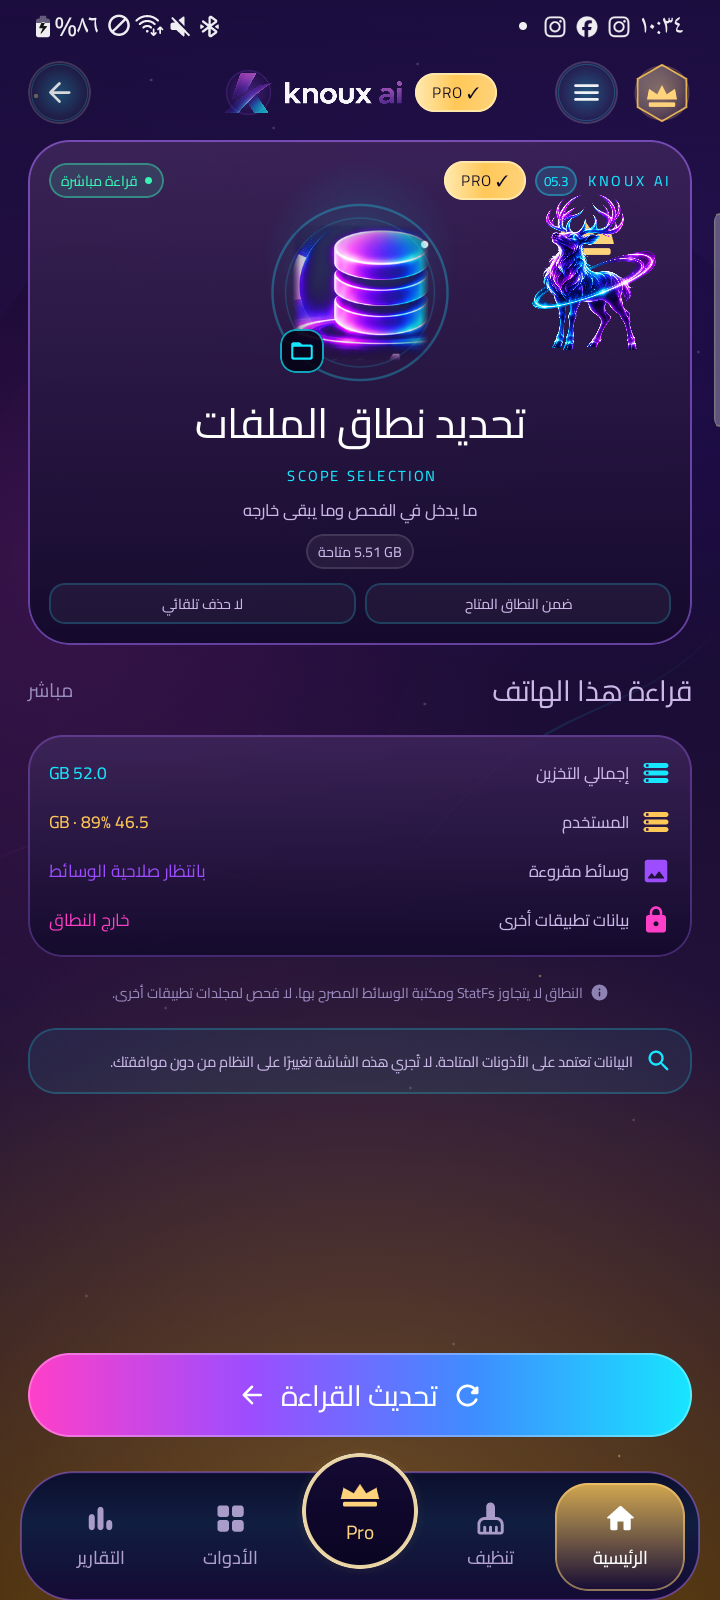 ١٠:٣٤
%٨٦
knoux ai
PRO ✓
KNOUX AI
05.3
PRO ✓
قراءة مباشرة
تحديد نطاق الملفات
SCOPE SELECTION
ما يدخل في الفحص وما يبقى خارجه
5.51 GB متاحة
ضمن النطاق المتاح
لا حذف تلقائي
قراءة هذا الهاتف
مباشر
إجمالي التخزين
GB 52.0
المستخدم
GB · 89% 46.5
وسائط مقروءة
بانتظار صلاحية الوسائط
بيانات تطبيقات أخرى
خارج النطاق
النطاق لا يتجاوز StatFs ومكتبة الوسائط المصرح بها. لا فحص لمجلدات تطبيقات أخرى.
البيانات تعتمد على الأذونات المتاحة. لا تُجري هذه الشاشة تغييرًا على النظام من دون موافقتك.
تحديث القراءة
الرئيسية
تنظيف
Pro
الأدوات
التقارير